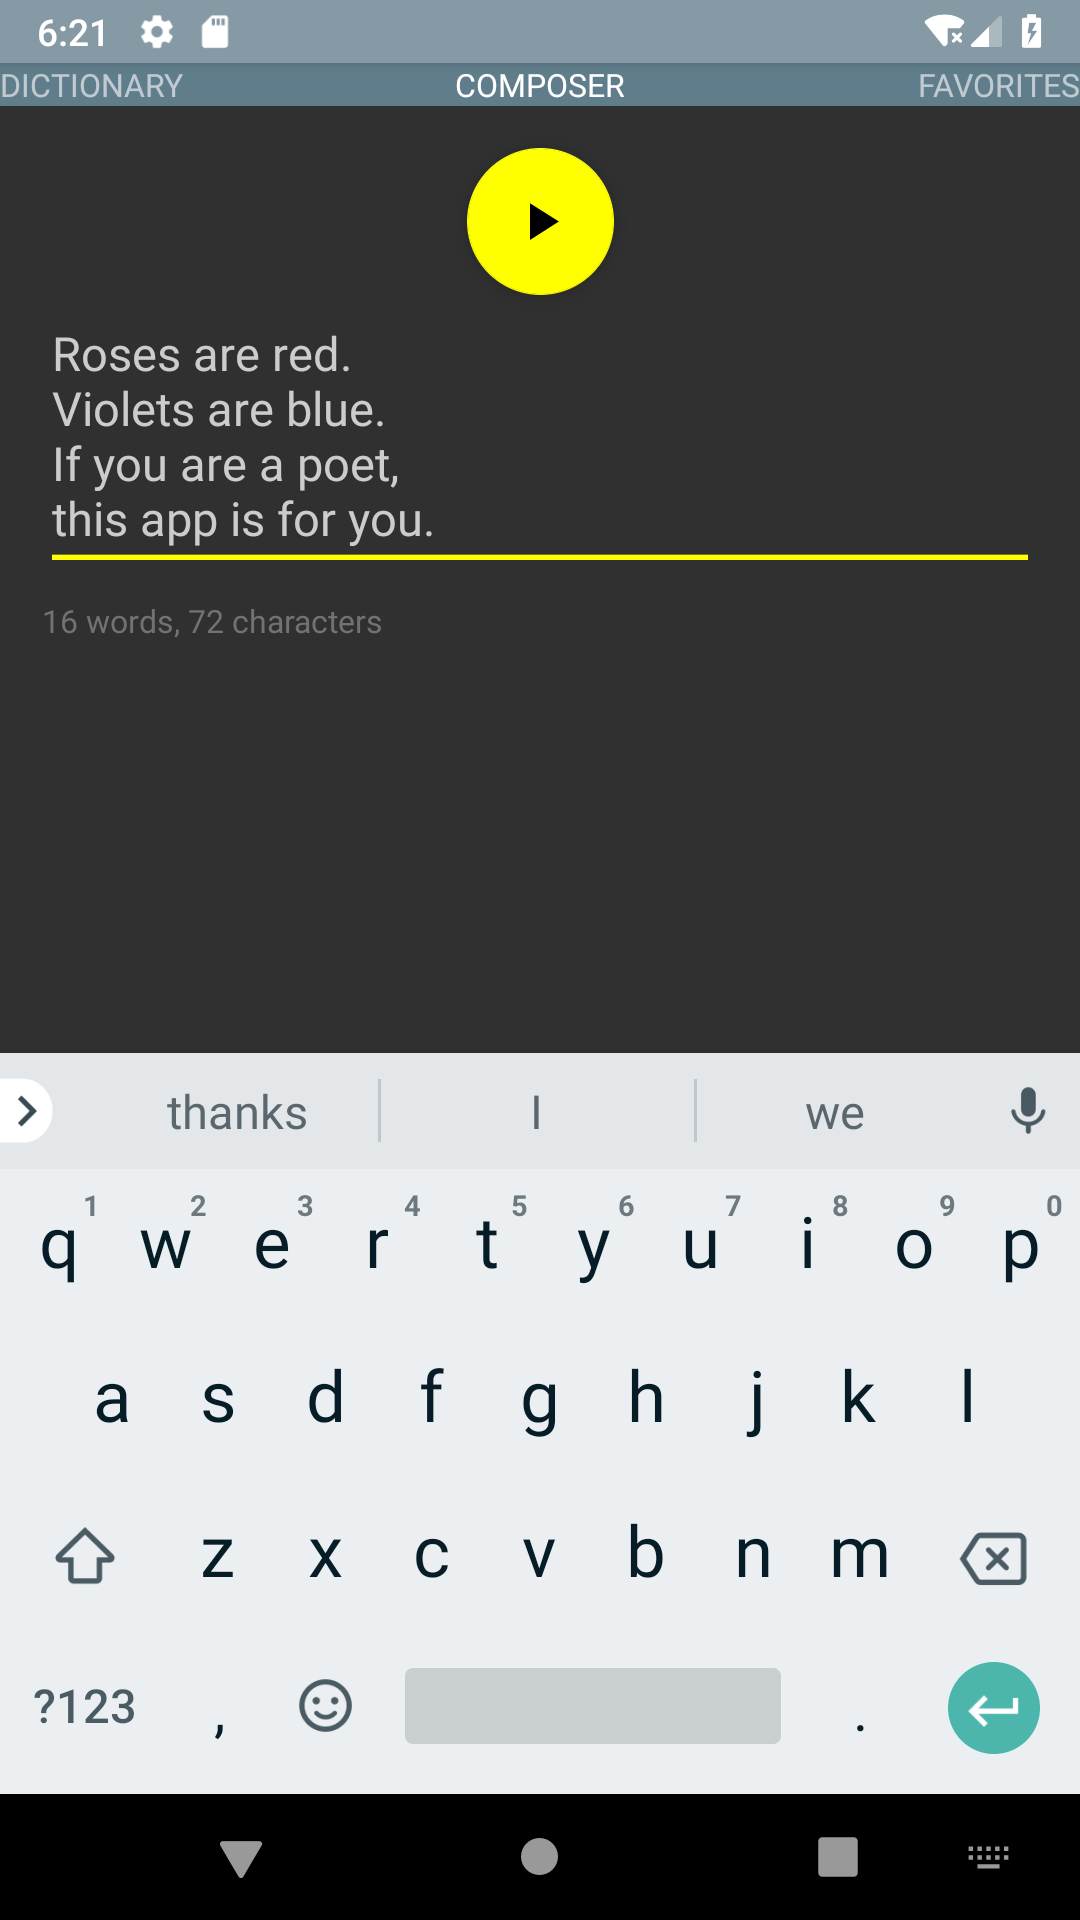 6:21
DICTIONARY COMPOSER FAVORITES
Roses are red.
Violets are blue.
If you are a poet,
this app is for you.
16 words, 72 characters
thanks I we
1 2 3 4 5 6 7 8 9 0
q w e r t y u i o p
a s d f g h j k l
z x c v b n m
?123 , .